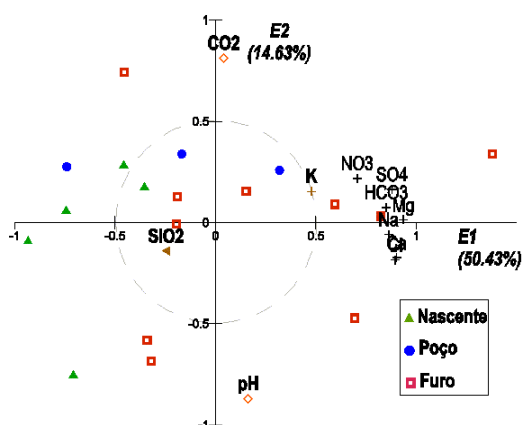 1
E2
CO2
(14.63%)
0.5
K
NO3
SO4
HCO3
Mg
Na
0
-1
-0.5
0
0.5
1
SIO2
Ca
E1
(50.43%)
Nascente
-0.5
Poço
pH
Furo
-1